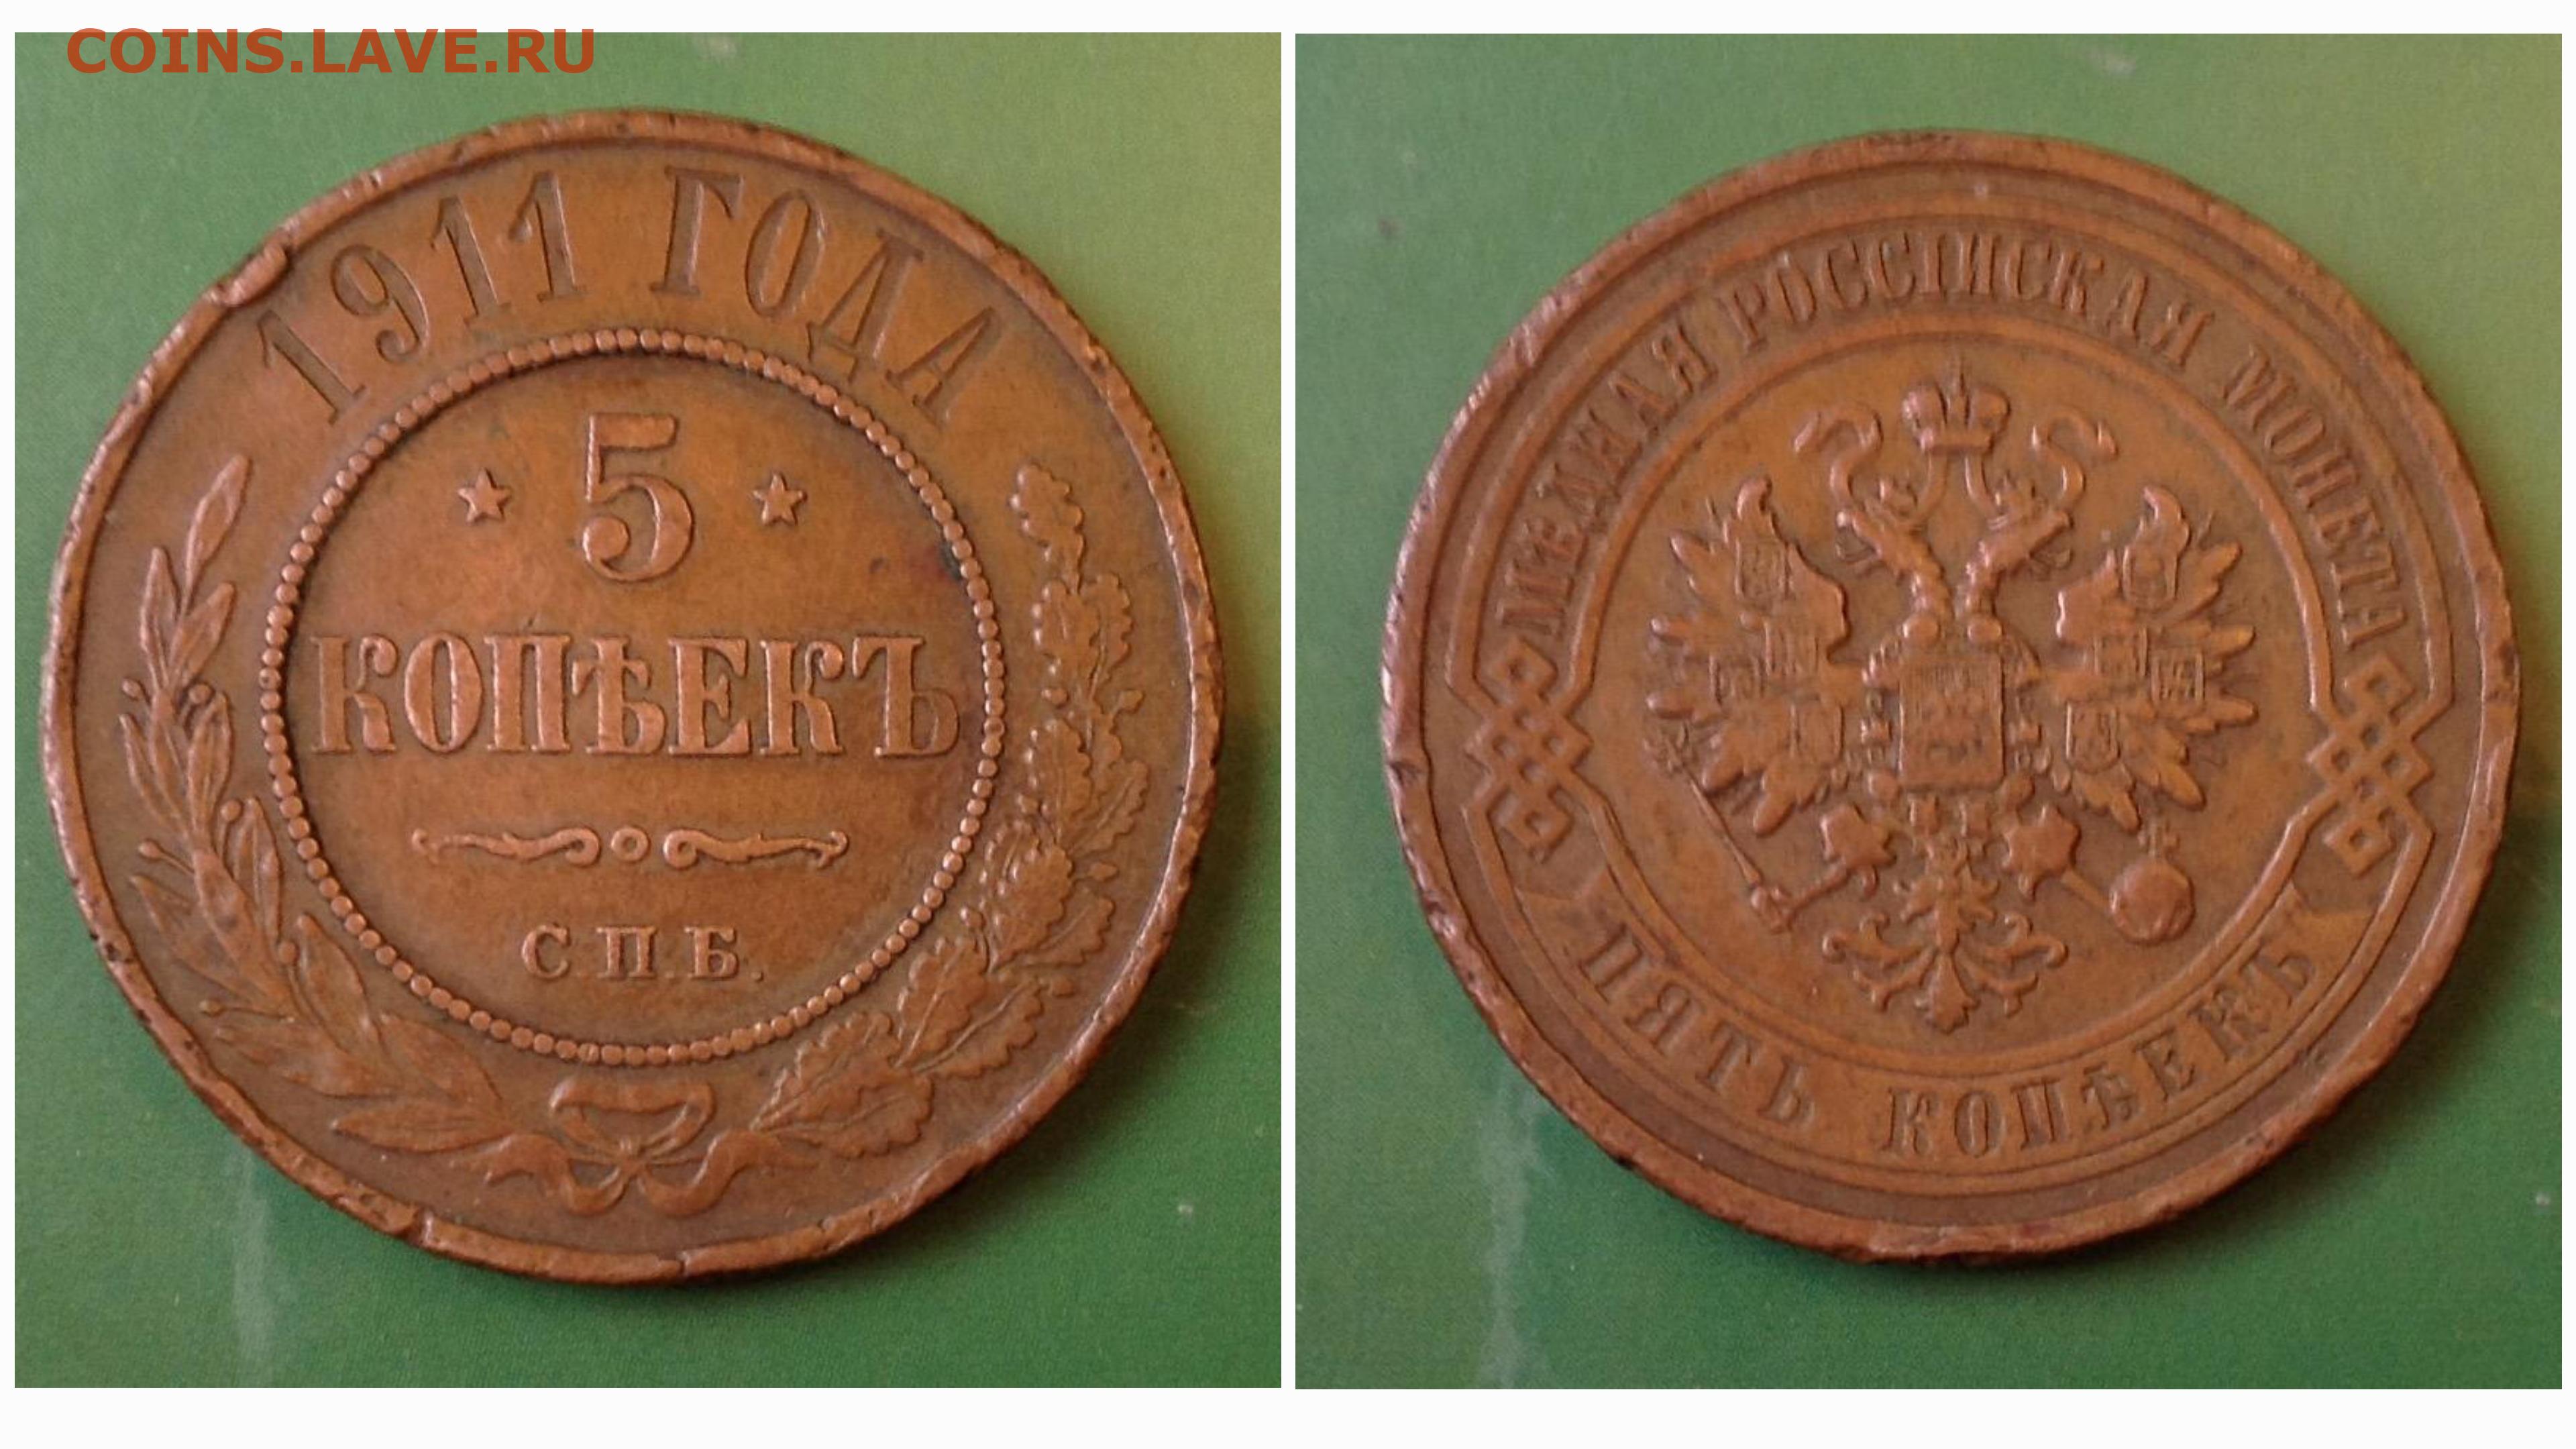 COINS.LAVE.RU
1911 ГОДА
5
КОПѢЕКЪ
С.П.Б.
МѢДНАЯ РОССІЙСКАЯ МОНЕТА
ПЯТЬ КОПѢЕКЪ